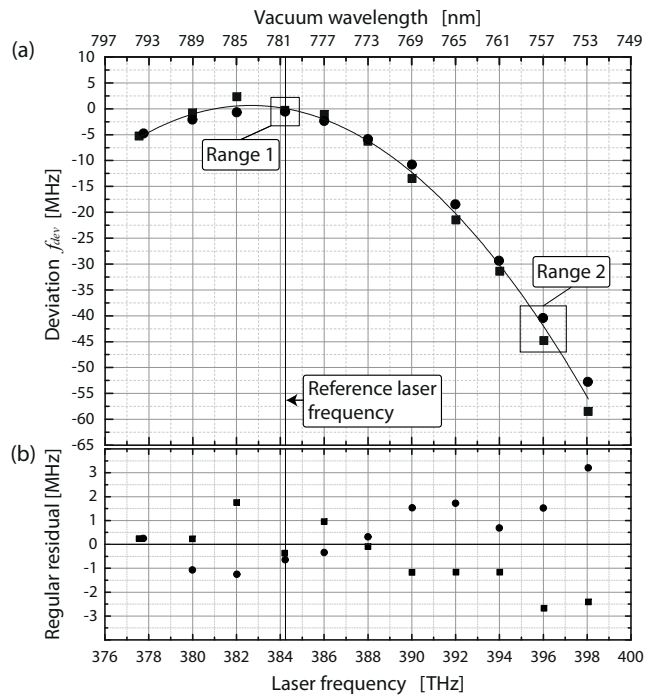 Vacuum wavelength [nm]
797 793 789 785 781 777 773 769 765 761 757 753 749
(a)
10
5
0
-5
-10
-15
-20
-25
-30
-35
-40
-45
-50
-55
-60
-65
Deviation fdev [MHz]
Range 1
Range 2
Reference laser
frequency
(b)
3
2
1
0
-1
-2
-3
Regular residual [MHz]
376 378 380 382 384 386 388 390 392 394 396 398 400
Laser frequency [THz]